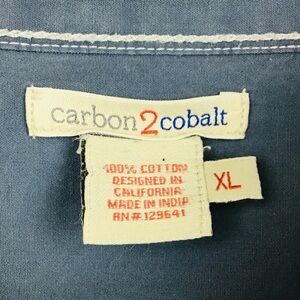 carbon2cobalt
100% COTTON
DESIGNED IN
CALIFORNIA
MADE IN INDIA
RN#129641
XL